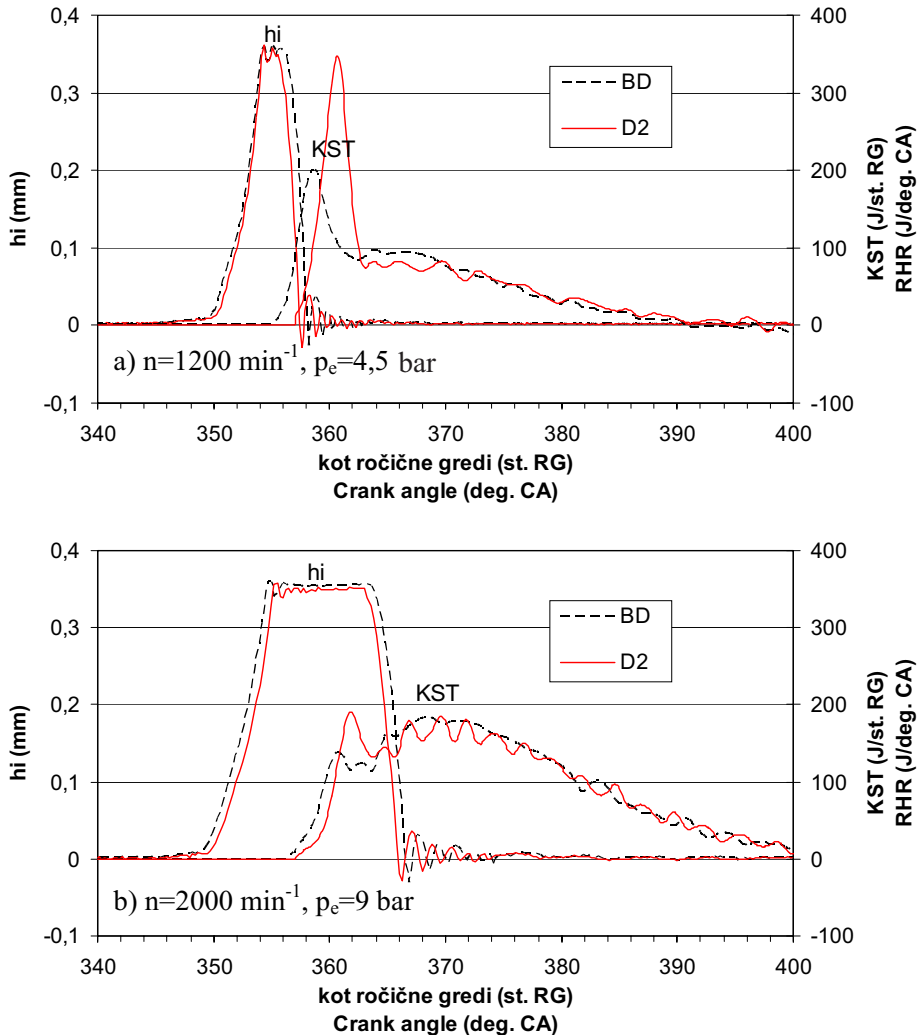 0,4
0,3
0,2
0,1
0
-0,1
hi (mm)
hi
KST
BD
D2
400
300
200
100
0
-100
KST (J/st. RG)
RHR (J/deg. CA)
a) n=1200 min⁻¹, pₑ=4,5 bar
340 350 360 370 380 390 400
kot ročične gredi (st. RG)
Crank angle (deg. CA)
0,4
0,3
0,2
0,1
0
-0,1
hi (mm)
hi
KST
BD
D2
400
300
200
100
0
-100
KST (J/st. RG)
RHR (J/deg. CA)
b) n=2000 min⁻¹, pₑ=9 bar
340 350 360 370 380 390 400
kot ročične gredi (st. RG)
Crank angle (deg. CA)